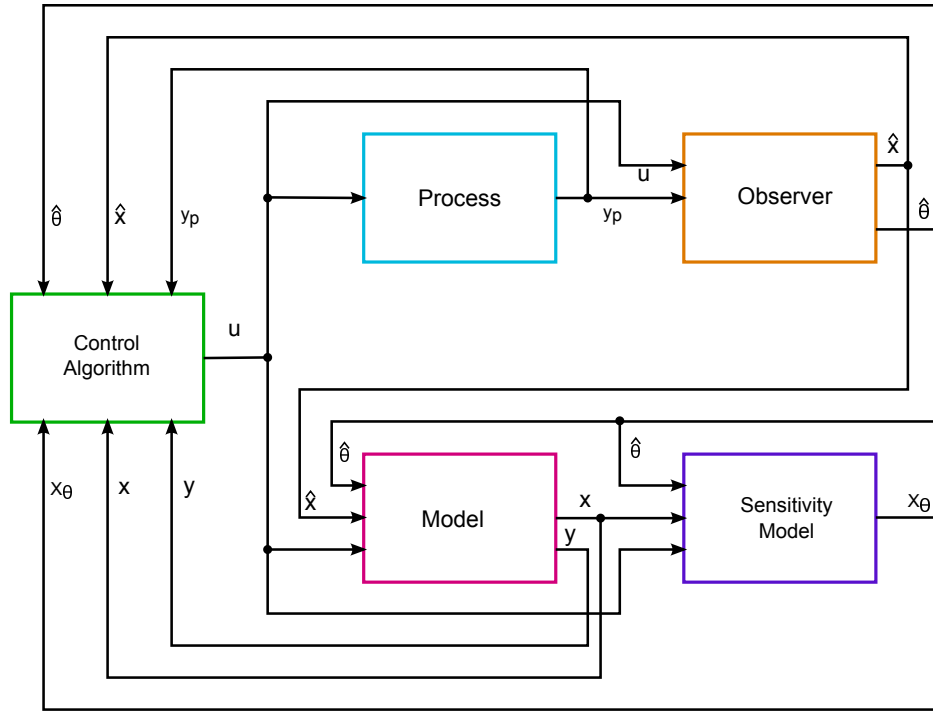 x̂
Process
u
Observer
θ̂
θ̂
x̂
yp
yp
u
Control
Algorithm
θ̂
θ̂
Xθ
x
y
x̂
Model
x
y
Sensitivity
Model
Xθ